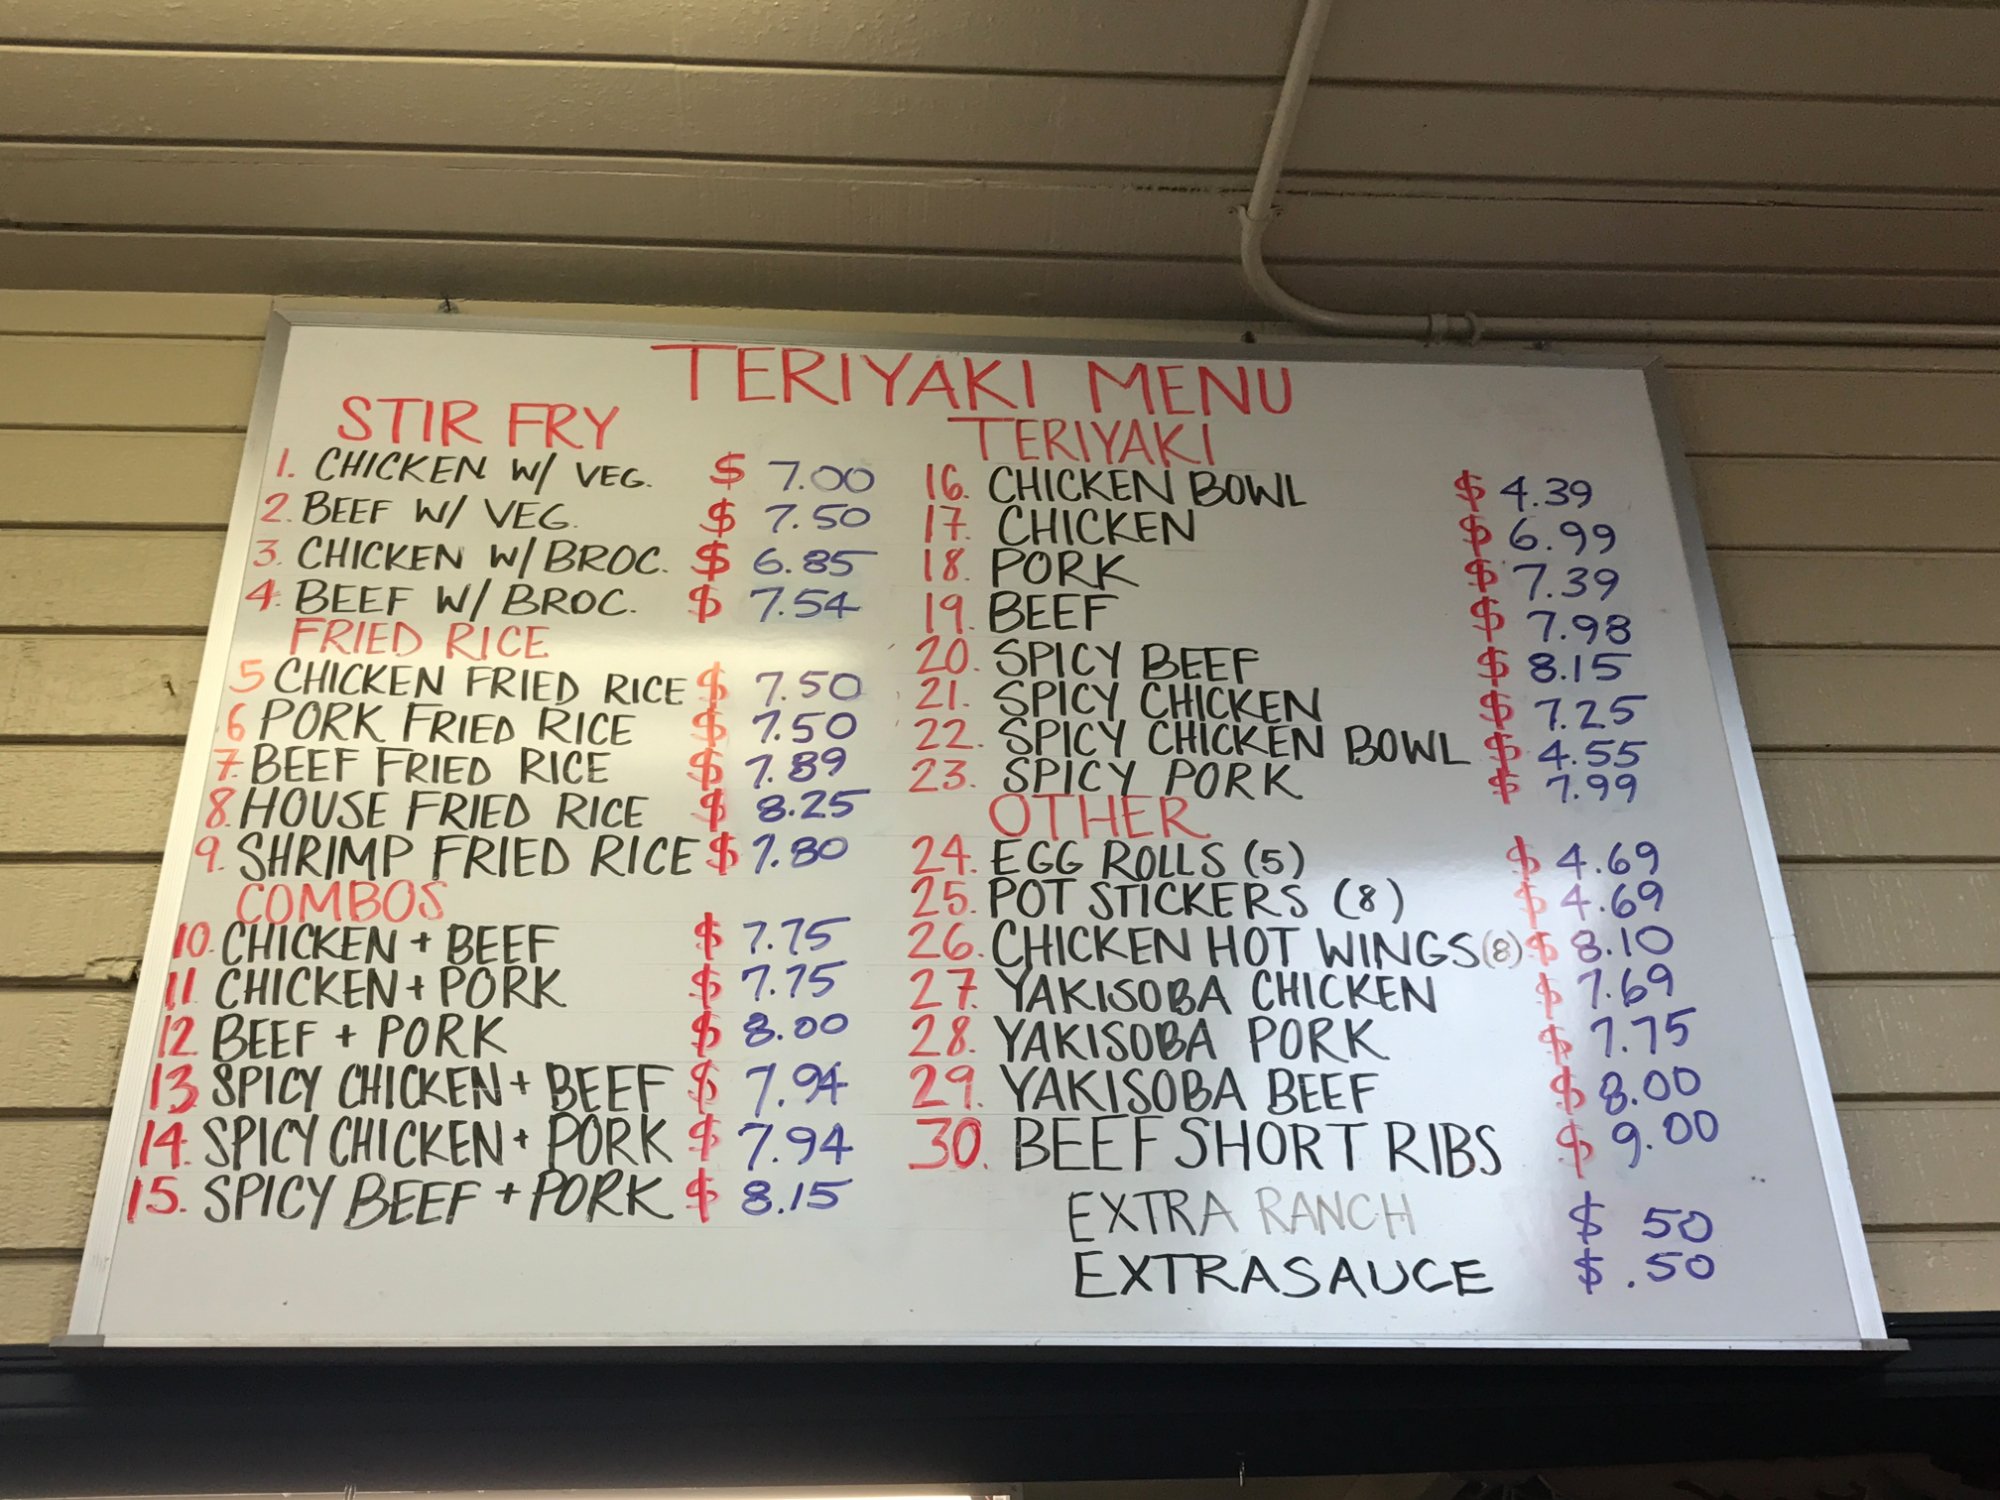 TERIYAKI MENU
STIR FRY
1. CHICKEN W/ VEG. $ 7.00
2. BEEF W/ VEG. $ 7.50
3. CHICKEN W/ BROC. $ 6.85
4. BEEF W/ BROC. $ 7.54
FRIED RICE
5 CHICKEN FRIED RICE $ 7.50
6 PORK FRIED RICE $ 7.50
7. BEEF FRIED RICE $ 7.89
8. HOUSE FRIED RICE $ 8.25
9. SHRIMP FRIED RICE $ 7.80
COMBOS
10. CHICKEN + BEEF $ 7.75
11 CHICKEN + PORK $ 7.75
12 BEEF + PORK $ 8.00
13 SPICY CHICKEN + BEEF $ 7.94
14. SPICY CHICKEN + PORK $ 7.94
15. SPICY BEEF + PORK $ 8.15
TERIYAKI
16. CHICKEN BOWL $ 4.39
17. CHICKEN $ 6.99
18. PORK $ 7.39
19. BEEF $ 7.98
20. SPICY BEEF $ 8.15
21. SPICY CHICKEN $ 7.25
22. SPICY CHICKEN BOWL $ 4.55
23. SPICY PORK $ 7.99
OTHER
24. EGG ROLLS (5) $ 4.69
25. POT STICKERS (8) $ 4.69
26. CHICKEN HOT WINGS (8) $ 8.10
27. YAKISOBA CHICKEN $ 7.69
28. YAKISOBA PORK $ 7.75
29. YAKISOBA BEEF $ 8.00
30. BEEF SHORT RIBS $ 9.00
EXTRA RANCH $ 50
EXTRA SAUCE $ .50